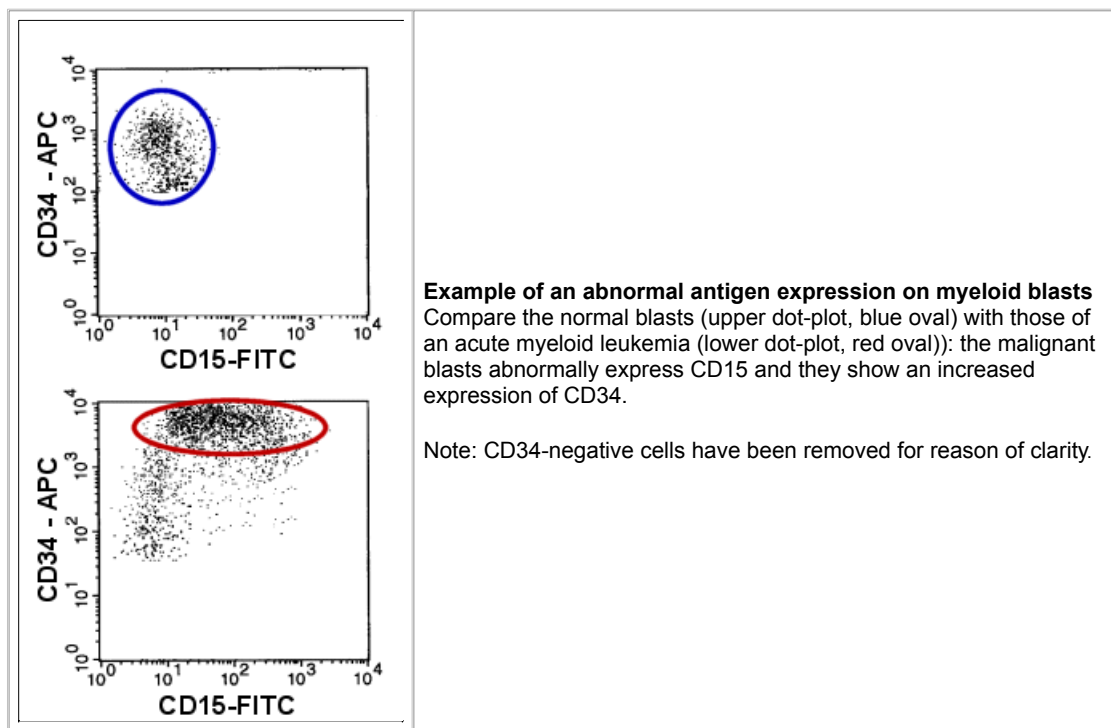 10^4
10^3
10^2
10^1
10^0
CD34 - APC
10^0 10^1 10^2 10^3 10^4
CD15-FITC
10^4
10^3
10^2
10^1
10^0
CD34 - APC
10^0 10^1 10^2 10^3 10^4
CD15-FITC
Example of an abnormal antigen expression on myeloid blasts
Compare the normal blasts (upper dot-plot, blue oval) with those of
an acute myeloid leukemia (lower dot-plot, red oval)): the malignant
blasts abnormally express CD15 and they show an increased
expression of CD34.
Note: CD34-negative cells have been removed for reason of clarity.